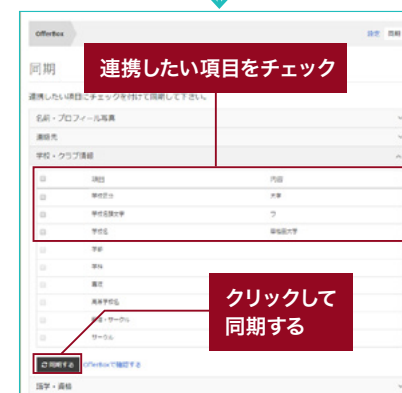 OfferBox
設定 同期
同期
連携したい項目をチェック
連携したい項目にチェックを付けて同期して下さい。
名前・プロフィール写真
連絡先
学校・クラブ情報
項目 内容
学校区分 大学
学校名頭文字 ワ
学校名 早稲田大学
学部
学科
専攻
高等学校名
部活・サークル
サークル
クリックして
同期する
同期する OfferBoxで確認する
語学・資格